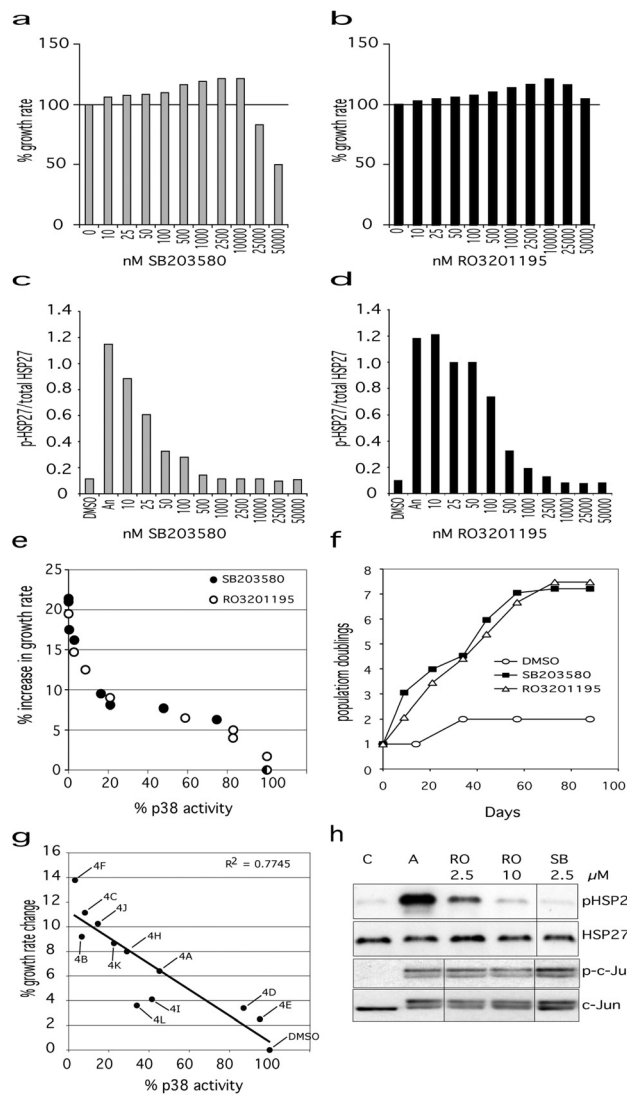 a
150
100
50
0
% growth rate
0 10 25 50 100 500 1000 2500 10000 25000 50000
nM SB203580
b
150
100
50
0
% growth rate
0 10 25 50 100 500 1000 2500 10000 25000 50000
nM RO3201195
c
1.4
1.2
1.0
0.8
0.6
0.4
0.2
0
p-HSP27/total HSP27
DMSO An 10 25 50 100 500 1000 2500 10000 25000 50000
nM SB203580
d
1.4
1.2
1.0
0.8
0.6
0.4
0.2
0
p-HSP27/total HSP27
DMSO An 10 25 50 100 500 1000 2500 10000 25000 50000
nM RO3201195
e
25
20
15
10
5
0
% increase in growth rate
SB203580
RO3201195
0 20 40 60 80 100
% p38 activity
f
8
7
6
5
4
3
2
1
0
population doublings
DMSO
SB203580
RO3201195
0 20 40 60 80 100
Days
g
16
14
12
10
8
6
4
2
0
% growth rate change
R² = 0.7745
4F
4C
4J
4B
4K
4H
4A
4L
4I
4D
4E
DMSO
0 20 40 60 80 100
% p38 activity
h
C A RO RO SB
2.5 10 2.5 µM
pHSP2
HSP27
p-c-Ju
c-Jun